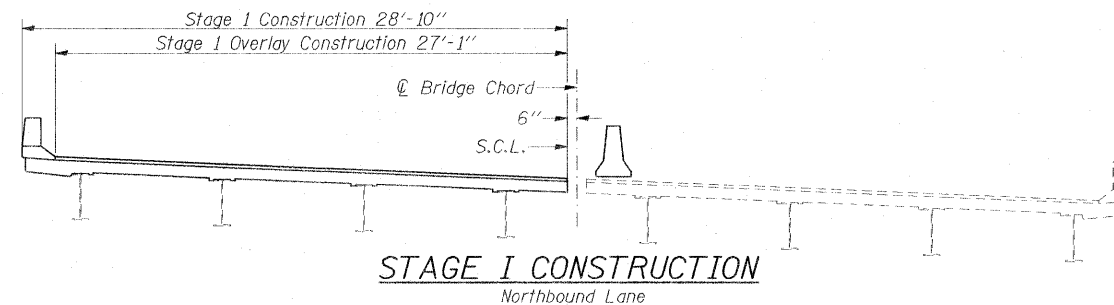 Stage 1 Construction 28'-10"
Stage 1 Overlay Construction 27'-1"
℄ Bridge Chord
6"
S.C.L.
STAGE I CONSTRUCTION
Northbound Lane